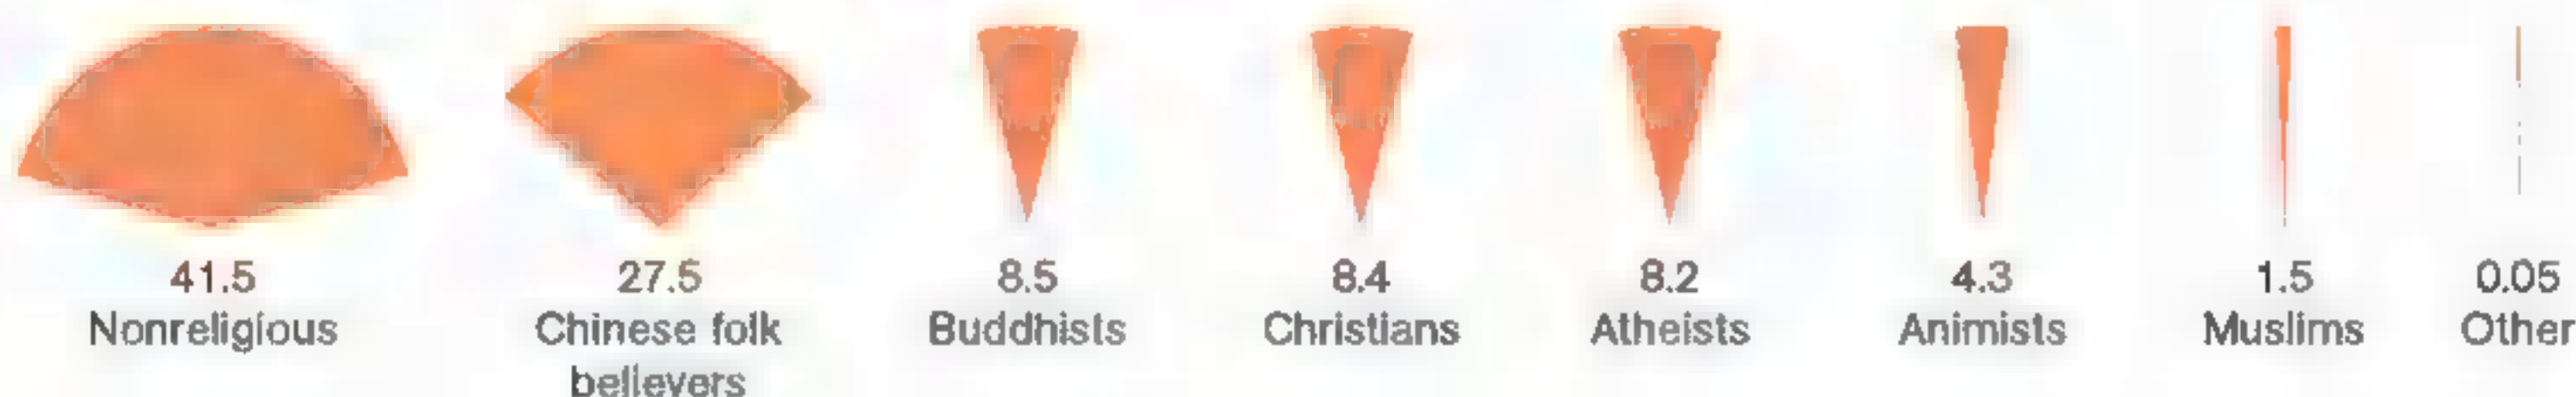 41.5 27.5 8.5 8.4 8.2 4.3 1.5 0.05
Nonreligious Chinese folk Buddhists Christians Atheists Animists Muslims Other
believers